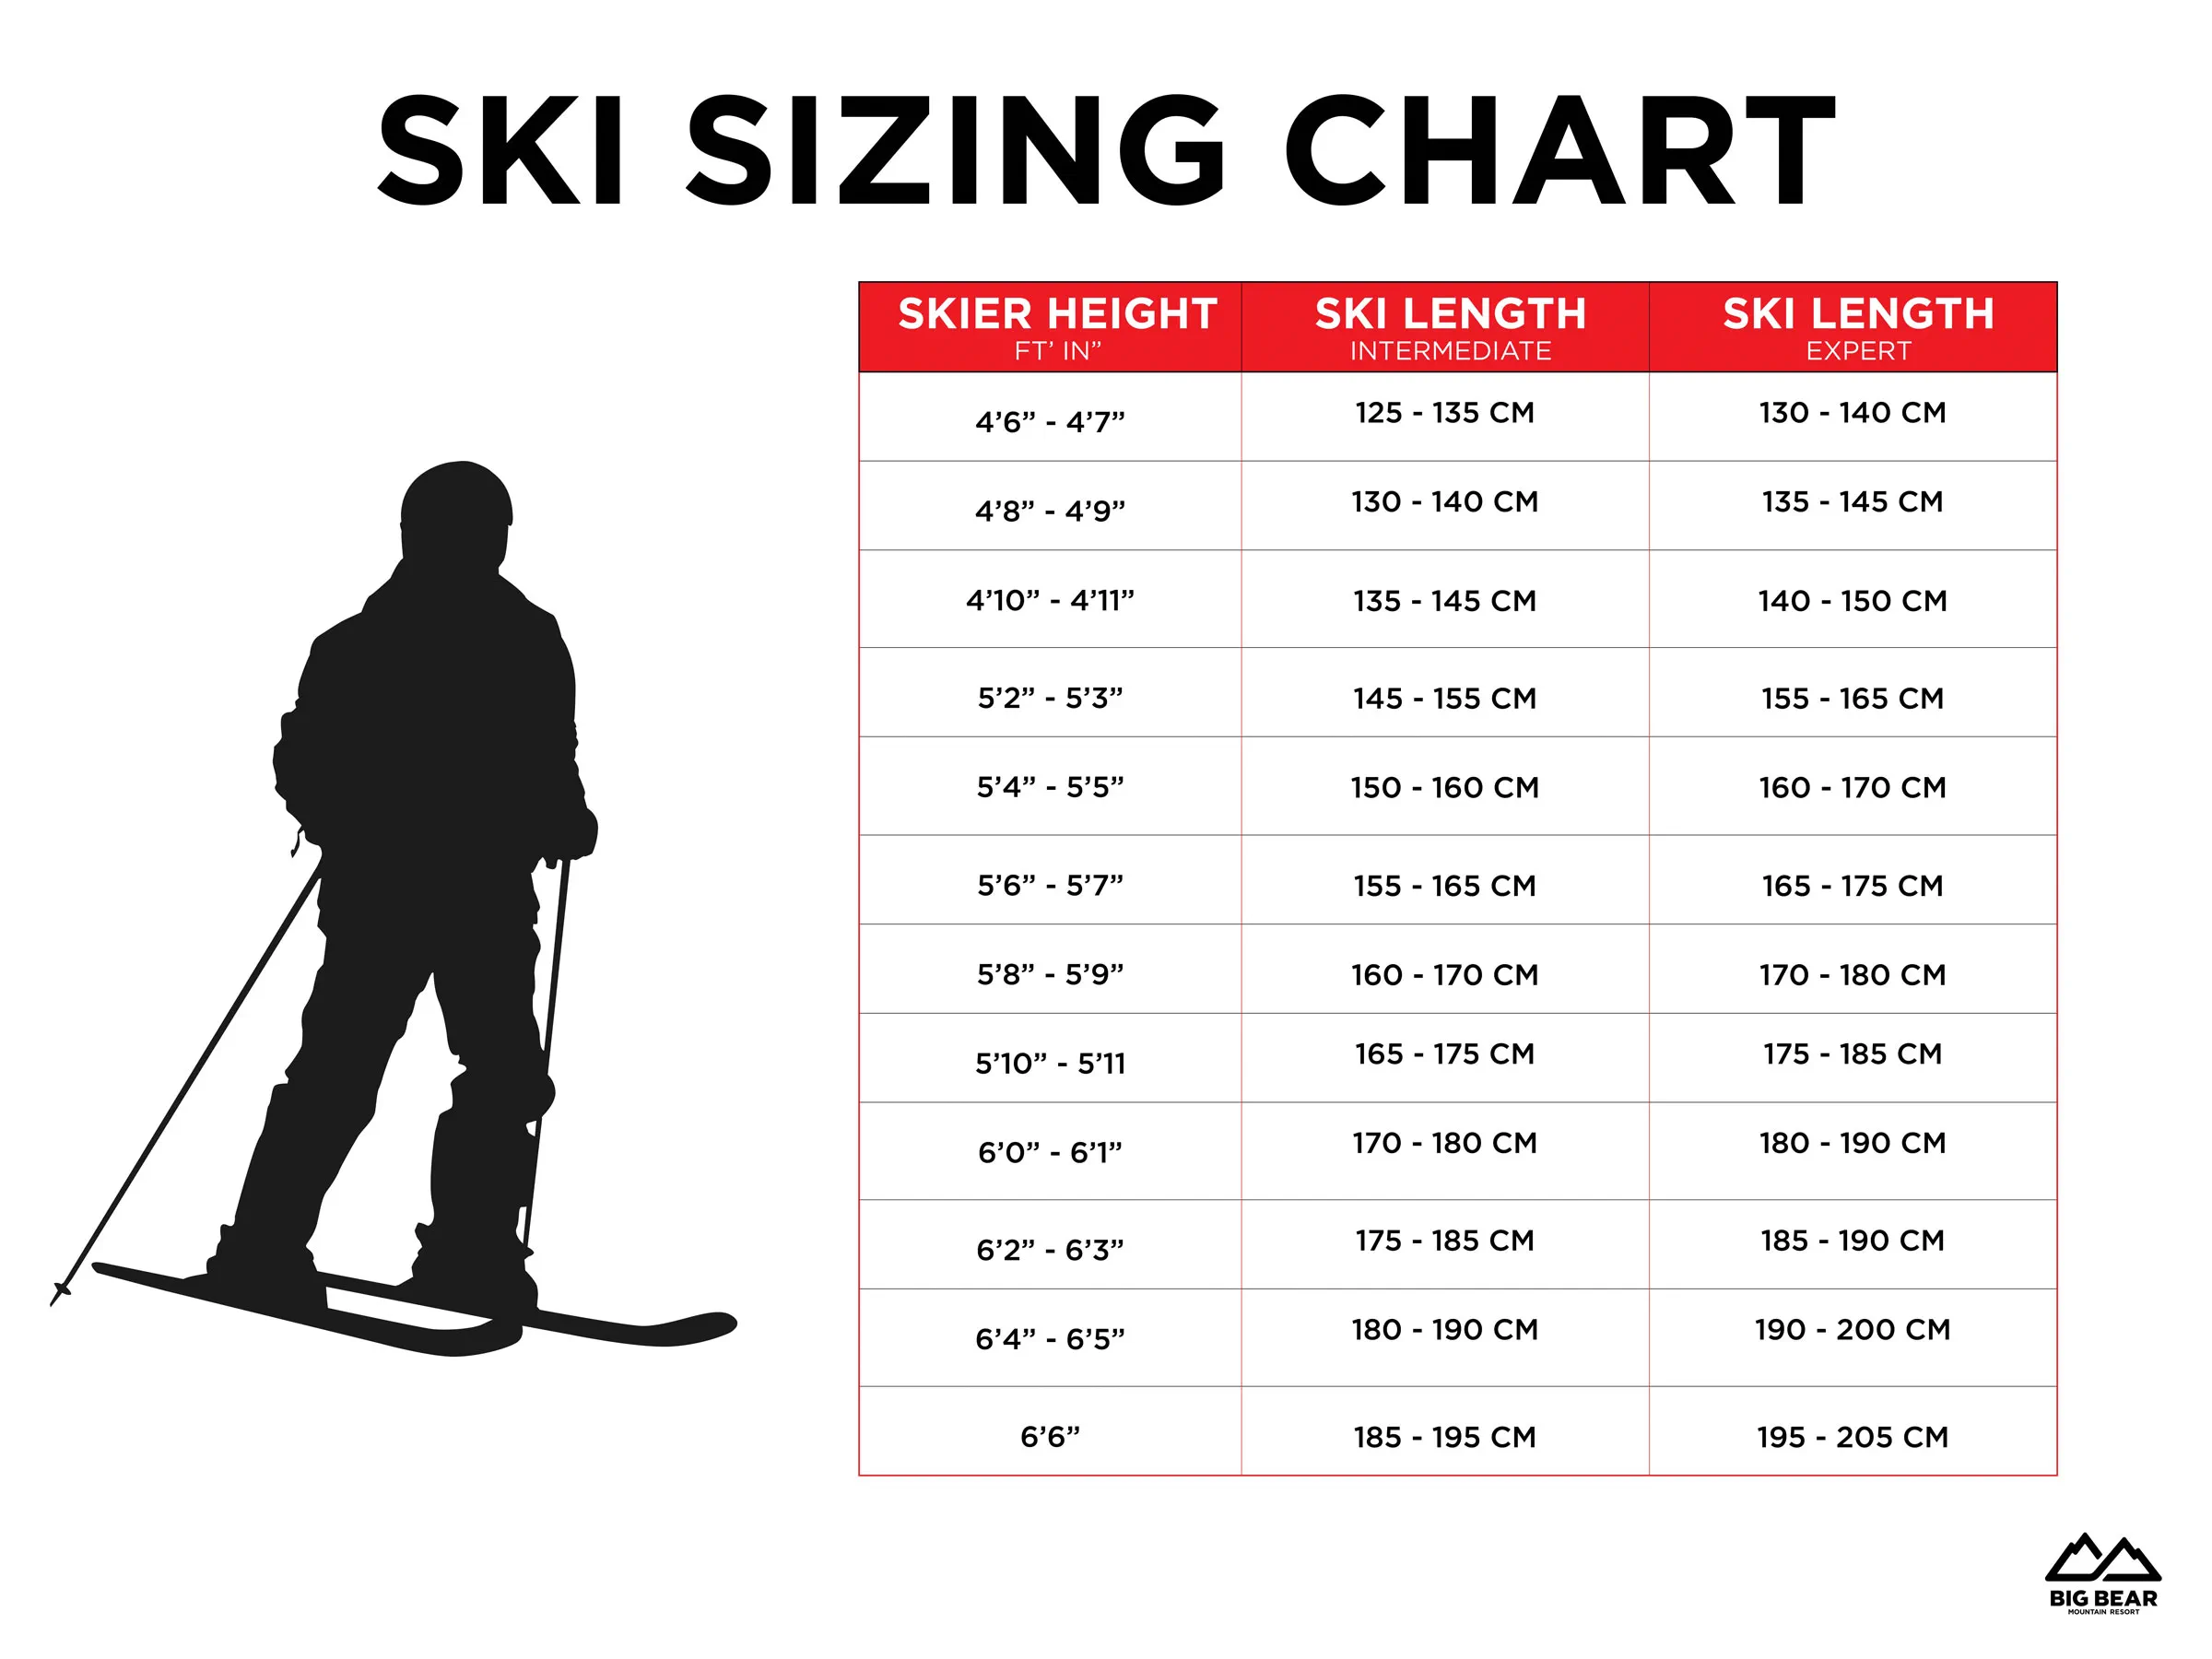 SKI SIZING CHART
SKIER HEIGHT SKI LENGTH SKI LENGTH
FT’ IN” INTERMEDIATE EXPERT
4’6” - 4’7” 125 - 135 CM 130 - 140 CM
4’8” - 4’9” 130 - 140 CM 135 - 145 CM
4’10” - 4’11” 135 - 145 CM 140 - 150 CM
5’2” - 5’3” 145 - 155 CM 155 - 165 CM
5’4” - 5’5” 150 - 160 CM 160 - 170 CM
5’6” - 5’7” 155 - 165 CM 165 - 175 CM
5’8” - 5’9” 160 - 170 CM 170 - 180 CM
5’10” - 5’11 165 - 175 CM 175 - 185 CM
6’0” - 6’1” 170 - 180 CM 180 - 190 CM
6’2” - 6’3” 175 - 185 CM 185 - 190 CM
6’4” - 6’5” 180 - 190 CM 190 - 200 CM
6’6” 185 - 195 CM 195 - 205 CM
BIG BEAR
MOUNTAIN RESORT